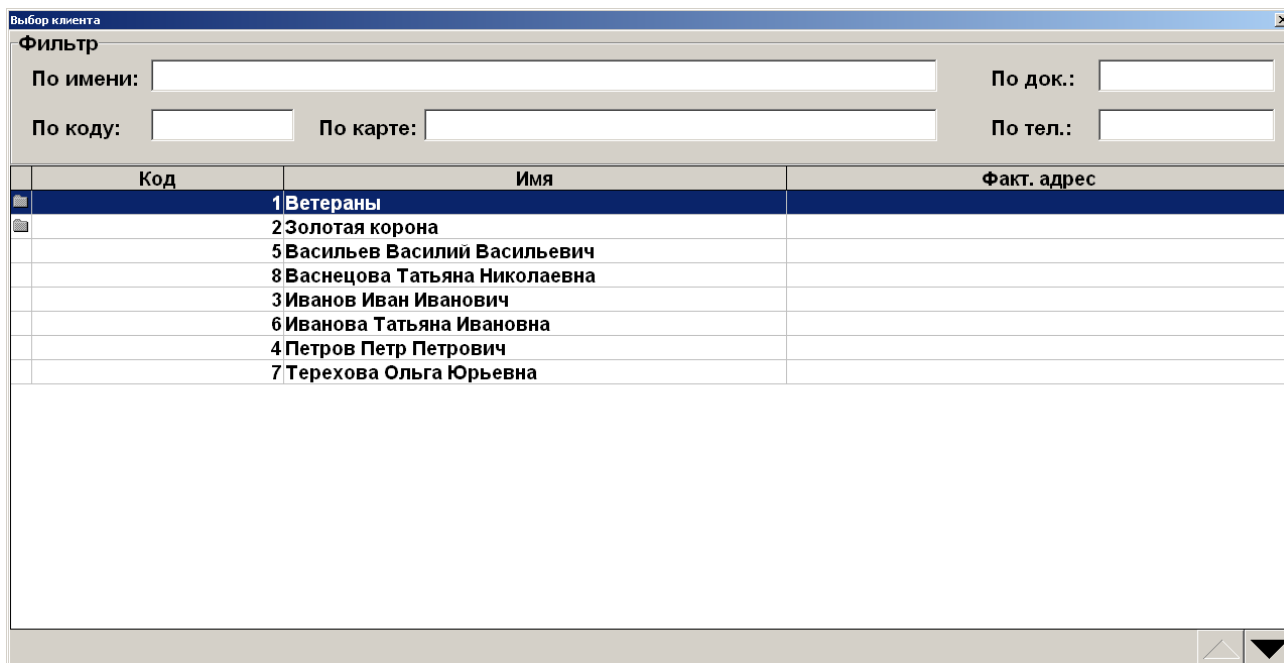 Выбор клиента
Фильтр
По имени: По док.:
По коду: По карте: По тел.:
Код Имя Факт. адрес
1 Ветераны
2 Золотая корона
5 Васильев Василий Васильевич
8 Васнецова Татьяна Николаевна
3 Иванов Иван Иванович
6 Иванова Татьяна Ивановна
4 Петров Петр Петрович
7 Терехова Ольга Юрьевна